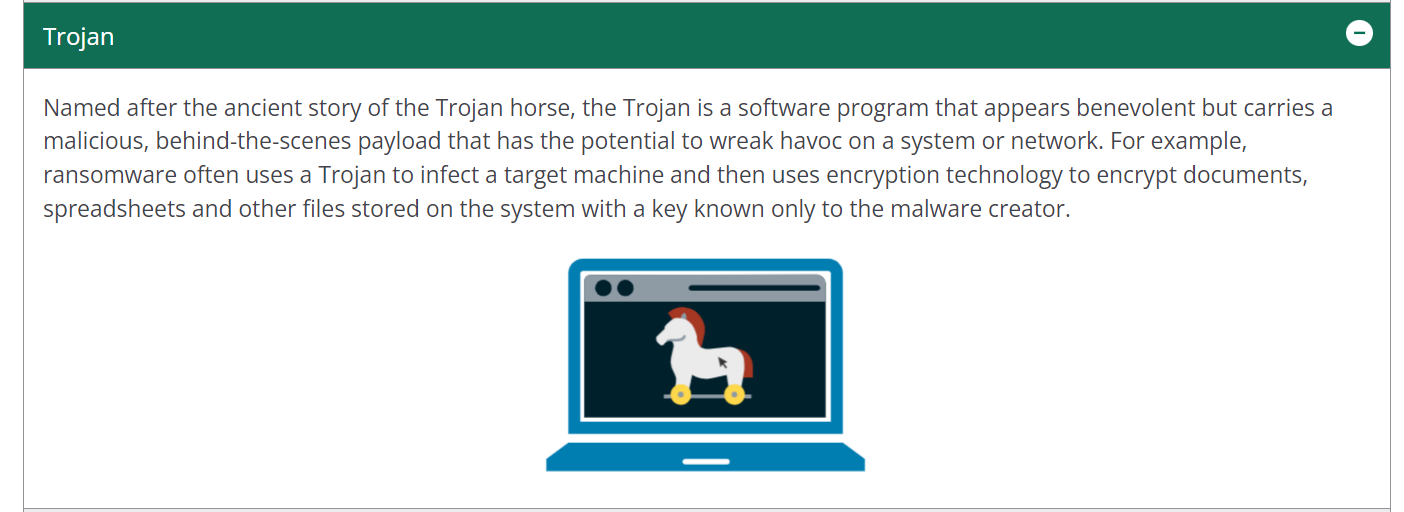 Trojan
Named after the ancient story of the Trojan horse, the Trojan is a software program that appears benevolent but carries a
malicious, behind-the-scenes payload that has the potential to wreak havoc on a system or network. For example,
ransomware often uses a Trojan to infect a target machine and then uses encryption technology to encrypt documents,
spreadsheets and other files stored on the system with a key known only to the malware creator.